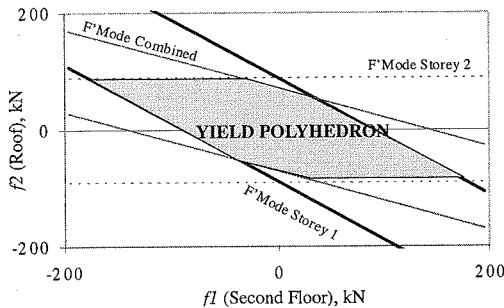 200
F'Mode Combined
F'Mode Storey 2
0
YIELD POLYHEDRON
F'Mode Storey 1
-200
-200
0
200
f2 (Roof), kN
f1 (Second Floor), kN